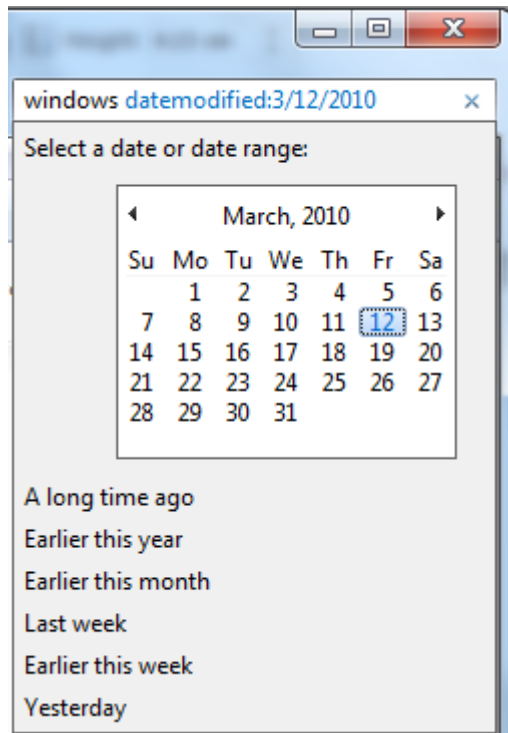 windows datemodified:3/12/2010
Select a date or date range:
March, 2010
Su Mo Tu We Th Fr Sa
1 2 3 4 5 6
7 8 9 10 11 12 13
14 15 16 17 18 19 20
21 22 23 24 25 26 27
28 29 30 31
A long time ago
Earlier this year
Earlier this month
Last week
Earlier this week
Yesterday